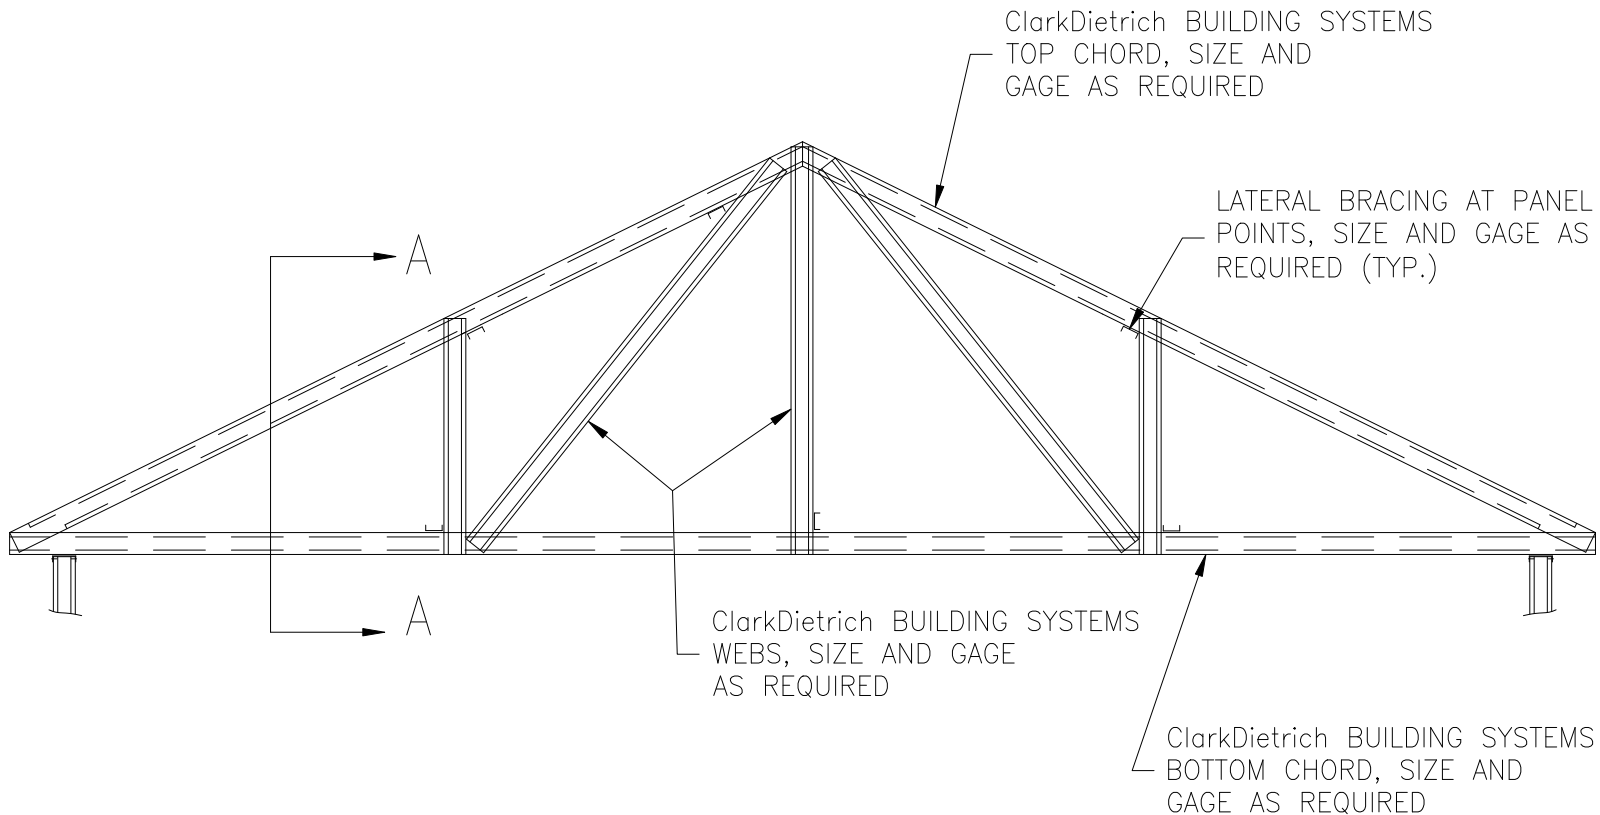 ClarkDietrich BUILDING SYSTEMS
TOP CHORD, SIZE AND
GAGE AS REQUIRED
LATERAL BRACING AT PANEL
POINTS, SIZE AND GAGE AS
REQUIRED (TYP.)
A
A
ClarkDietrich BUILDING SYSTEMS
WEBS, SIZE AND GAGE
AS REQUIRED
ClarkDietrich BUILDING SYSTEMS
BOTTOM CHORD, SIZE AND
GAGE AS REQUIRED